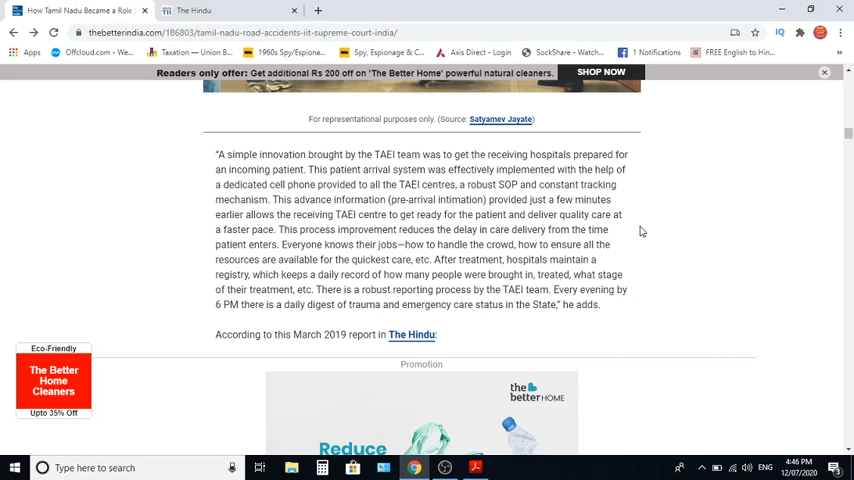 How Tamil Nadu Became a Role
The Hindu
thebetterindia.com/186803/tamil-nadu-road-accidents-iit-supreme-court-india/
IQ
Apps
Offcloud.com - We...
Taxation — Union B...
1960s Spy/Espiona...
Spy, Espionage & C...
Axis Direct - Login
SockShare - Watch...
1 Notifications
FREE English to Hin...
Readers only offer: Get additional Rs 200 off on 'The Better Home' powerful natural cleaners.
SHOP NOW
For representational purposes only. (Source: Satyamev Jayate)
“A simple innovation brought by the TAEI team was to get the receiving hospitals prepared for
an incoming patient. This patient arrival system was effectively implemented with the help of
a dedicated cell phone provided to all the TAEI centres, a robust SOP and constant tracking
mechanism. This advance information (pre-arrival intimation) provided just a few minutes
earlier allows the receiving TAEI centre to get ready for the patient and deliver quality care at
a faster pace. This process improvement reduces the delay in care delivery from the time
patient enters. Everyone knows their jobs—how to handle the crowd, how to ensure all the
resources are available for the quickest care, etc. After treatment, hospitals maintain a
registry, which keeps a daily record of how many people were brought in, treated, what stage
of their treatment, etc. There is a robust reporting process by the TAEI team. Every evening by
6 PM there is a daily digest of trauma and emergency care status in the State,” he adds.
According to this March 2019 report in The Hindu:
Eco-Friendly
The Better
Home
Cleaners
Upto 35% Off
Promotion
the
betterHOME
Reduce
Type here to search
ENG
4:46 PM
12/07/2020
3